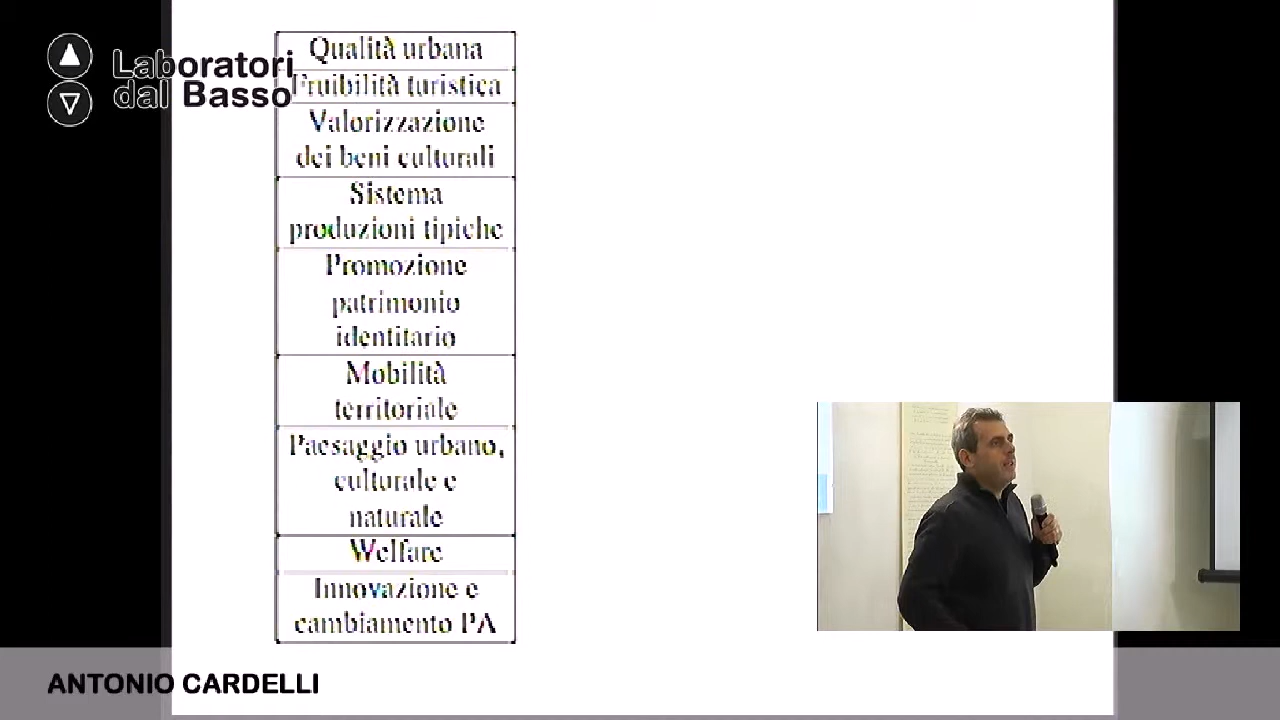 Laboratori
dal Basso
Qualità urbana
Fruibilità turistica
Valorizzazione
dei beni culturali
Sistema
produzioni tipiche
Promozione
patrimonio
identitario
Mobilità
territoriale
Paesaggio urbano,
culturale e
naturale
Welfare
Innovazione e
cambiamento PA
ANTONIO CARDELLI